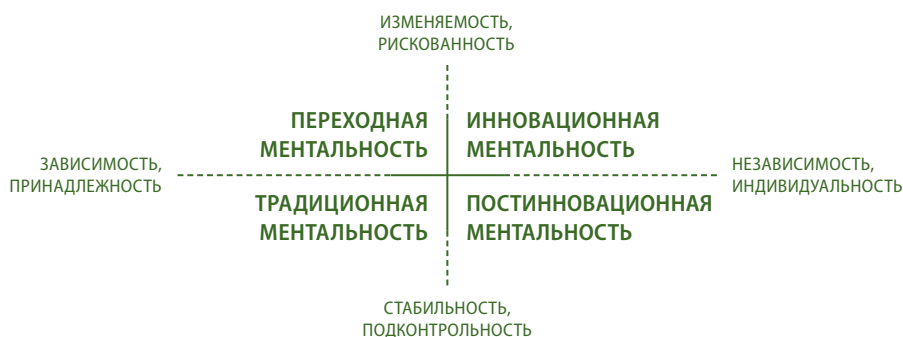 ИЗМЕНЯЕМОСТЬ,
РИСКОВАННОСТЬ
ПЕРЕХОДНАЯ
МЕНТАЛЬНОСТЬ
ИННОВАЦИОННАЯ
МЕНТАЛЬНОСТЬ
ЗАВИСИМОСТЬ,
ПРИНАДЛЕЖНОСТЬ
НЕЗАВИСИМОСТЬ,
ИНДИВИДУАЛЬНОСТЬ
ТРАДИЦИОННАЯ
МЕНТАЛЬНОСТЬ
ПОСТИННОВАЦИОННАЯ
МЕНТАЛЬНОСТЬ
СТАБИЛЬНОСТЬ,
ПОДКОНТРОЛЬНОСТЬ